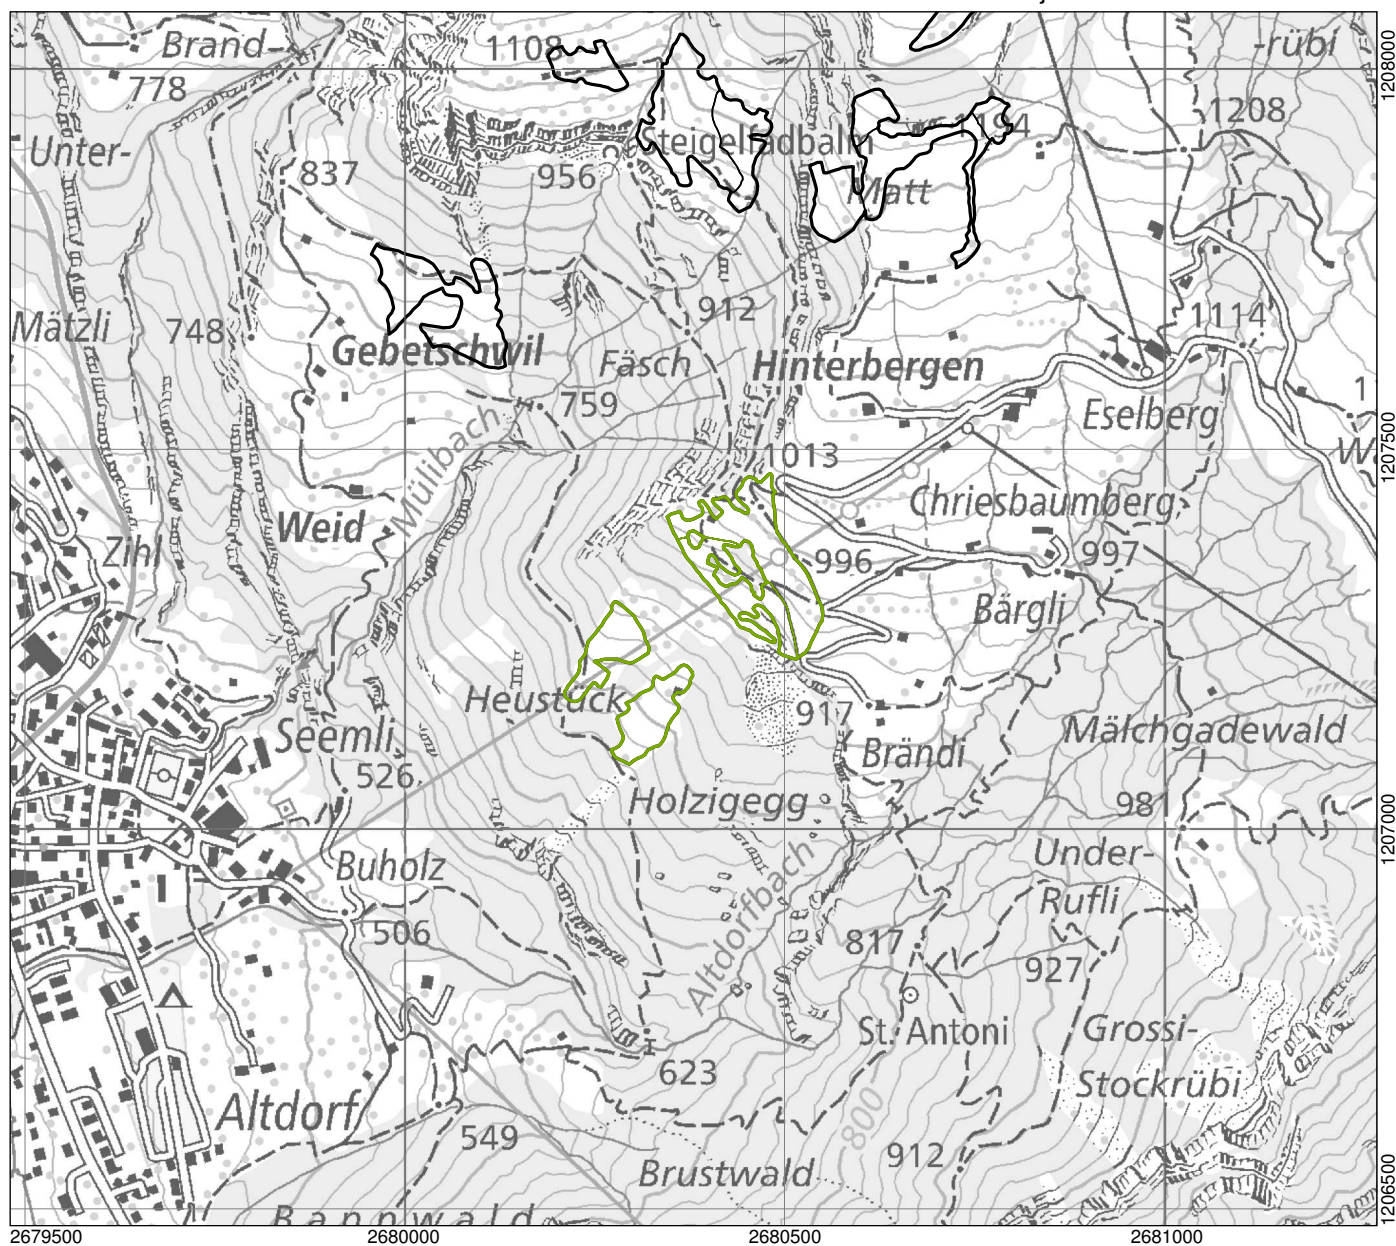 Brand-
1108
-rübi
1208000
778
1208
Unter-
1194
Steigelfadbalm
837
956
Matt
Mätzli
748
912
1114
Gebetschwil
Fäsch
Hinterbergen
759
1
Eselberg
1207500
W
Müllibach
1013
Chriesbaumberg
Weid
Zihl
996
997
Bärgli
Heustück
917
Mälchgadewald
Seemli
Brändi
526
Holzigegg
981
1207000
Buholz
Under-
Rufli
506
Altdorfbach
817
927
St. Antoni
Grossi-
623
Stockrübi
Altdorf
800
549
912
Brustwald
1206500
Bannwald
2679500
2680000
2680500
2681000